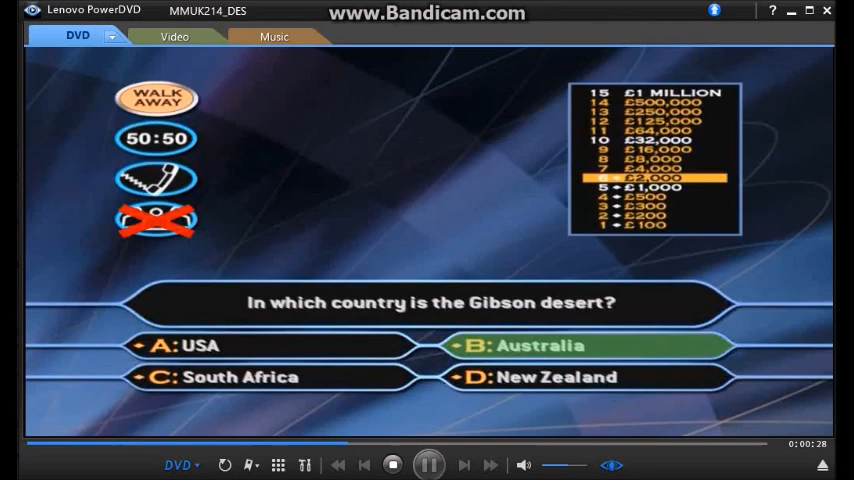 Lenovo PowerDVD
MMUK214_DES
www.Bandicam.com
?
DVD
Video
Music
WALK AWAY
50:50
15 £1 MILLION
14 £500,000
13 £250,000
12 £125,000
11 £64,000
10 £32,000
9 £16,000
8 £8,000
7 £4,000
6 £2,000
5 £1,000
4 £500
3 £300
2 £200
1 £100
In which country is the Gibson desert?
A: USA
B: Australia
C: South Africa
D: New Zealand
0:00:28
DVD